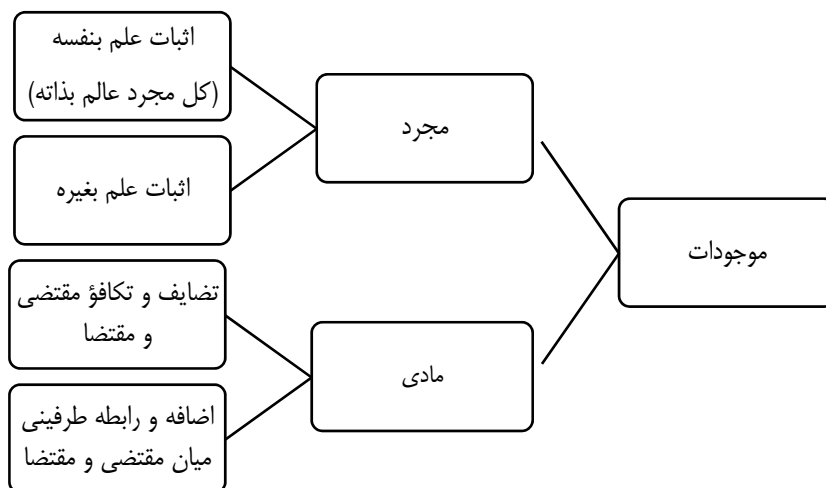 موجودات
مجرد
اثبات علم بنفسه
(کل مجرد عالم بذاته)
اثبات علم بغیره
مادی
تضایف و تکافؤ مقتضی
و مقتضا
اضافه و رابطه طرفینی
میان مقتضی و مقتضا